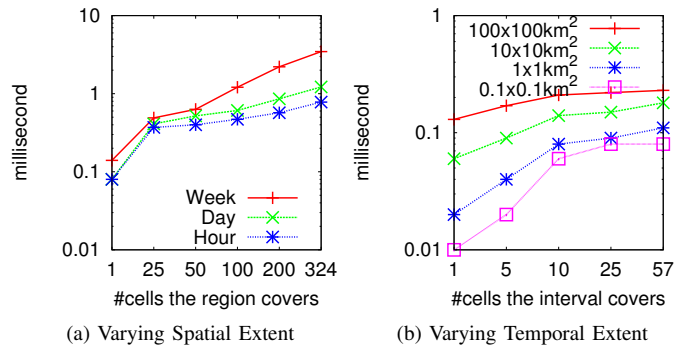 millisecond
10
1
0.1
0.01
Week
Day
Hour
1 25 50 100 200 324
#cells the region covers
(a) Varying Spatial Extent
millisecond
1
0.1
0.01
100x100km²
10x10km²
1x1km²
0.1x0.1km²
1 5 10 25 57
#cells the interval covers
(b) Varying Temporal Extent